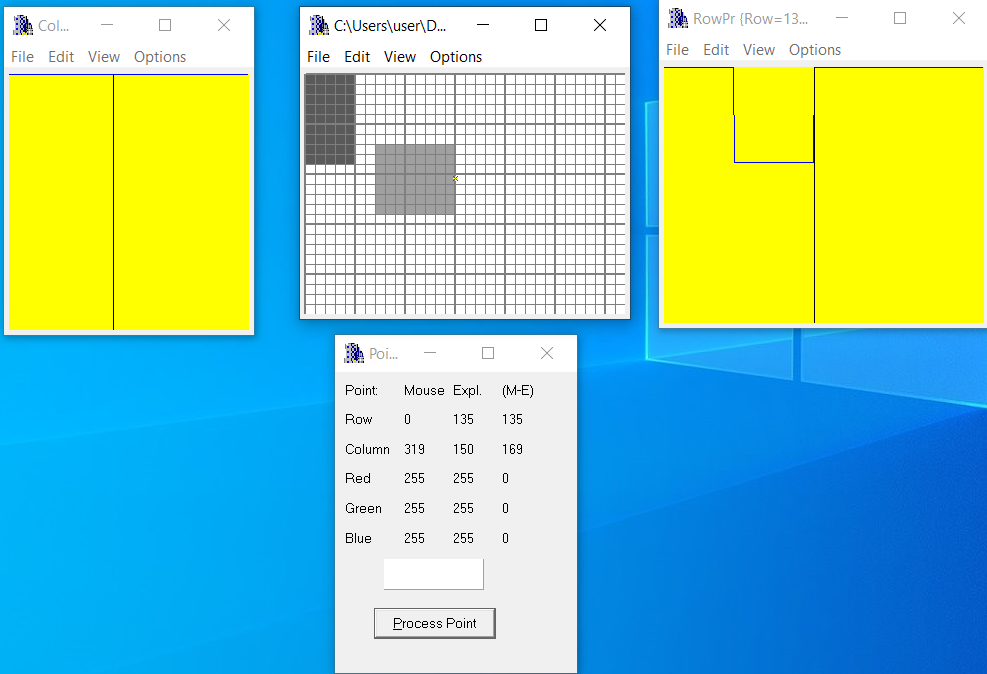 Col...
File Edit View Options
C:\Users\user\D...
File Edit View Options
RowPr {Row=13...
File Edit View Options
Poi...
Point: Mouse Expl. (M-E)
Row 0 135 135
Column 319 150 169
Red 255 255 0
Green 255 255 0
Blue 255 255 0
Process Point